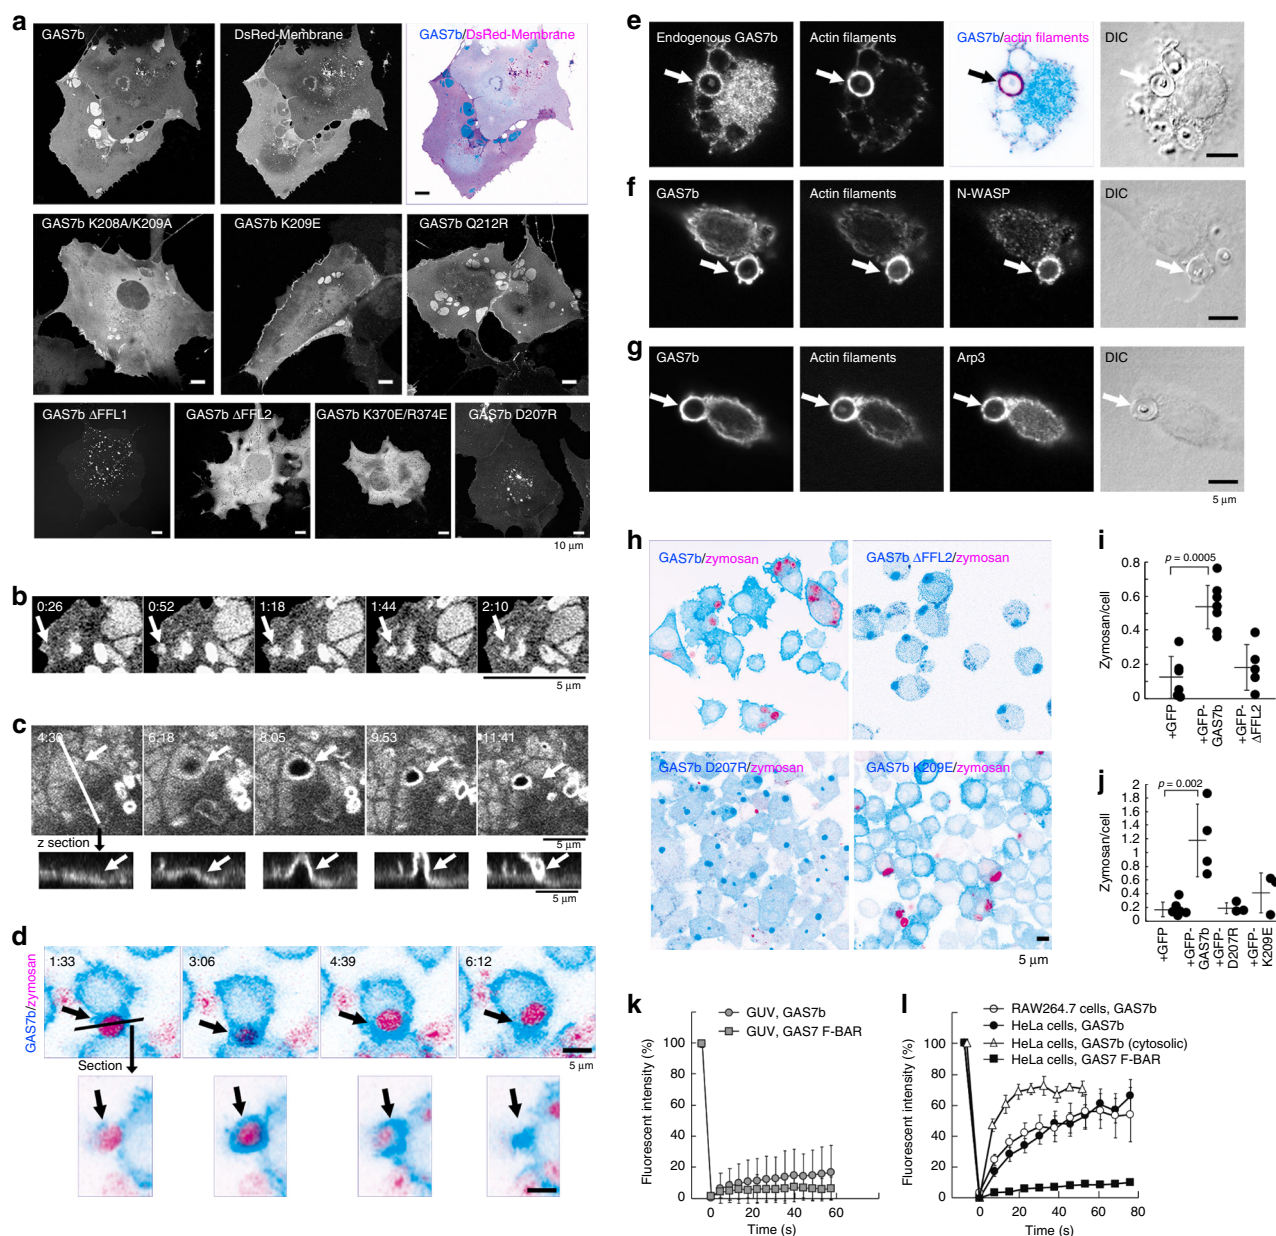 a
GAS7b
DsRed-Membrane
GAS7b/DsRed-Membrane
GAS7b K208A/K209A
GAS7b K209E
GAS7b Q212R
GAS7b ΔFFL1
GAS7b ΔFFL2
GAS7b K370E/R374E
GAS7b D207R
10 µm
b
0:26
0:52
1:18
1:44
2:10
5 µm
c
4:30
6:18
8:05
9:53
11:41
z section
5 µm
5 µm
d
GAS7b/zymosan
1:33
3:06
4:39
6:12
Section
5 µm
e
Endogenous GAS7b
Actin filaments
GAS7b/actin filaments
DIC
f
GAS7b
Actin filaments
N-WASP
DIC
g
GAS7b
Actin filaments
Arp3
DIC
5 µm
h
GAS7b/zymosan
GAS7b ΔFFL2/zymosan
GAS7b D207R/zymosan
GAS7b K209E/zymosan
5 µm
i
p = 0.0005
0.8
0.6
0.4
0.2
0
Zymosan/cell
+GFP
+GFP-GAS7b
+GFP-ΔFFL2
j
p = 0.002
2
1.8
1.6
1.4
1.2
1
0.8
0.6
0.4
0.2
0
Zymosan/cell
+GFP
+GFP-GAS7b
+GFP-D207R
+GFP-K209E
k
GUV, GAS7b
GUV, GAS7 F-BAR
Fluorescent intensity (%)
100
80
60
40
20
0
0 20 40 60
Time (s)
l
RAW264.7 cells, GAS7b
HeLa cells, GAS7b
HeLa cells, GAS7b (cytosolic)
HeLa cells, GAS7 F-BAR
Fluorescent intensity (%)
100
80
60
40
20
0
0 20 40 60 80
Time (s)